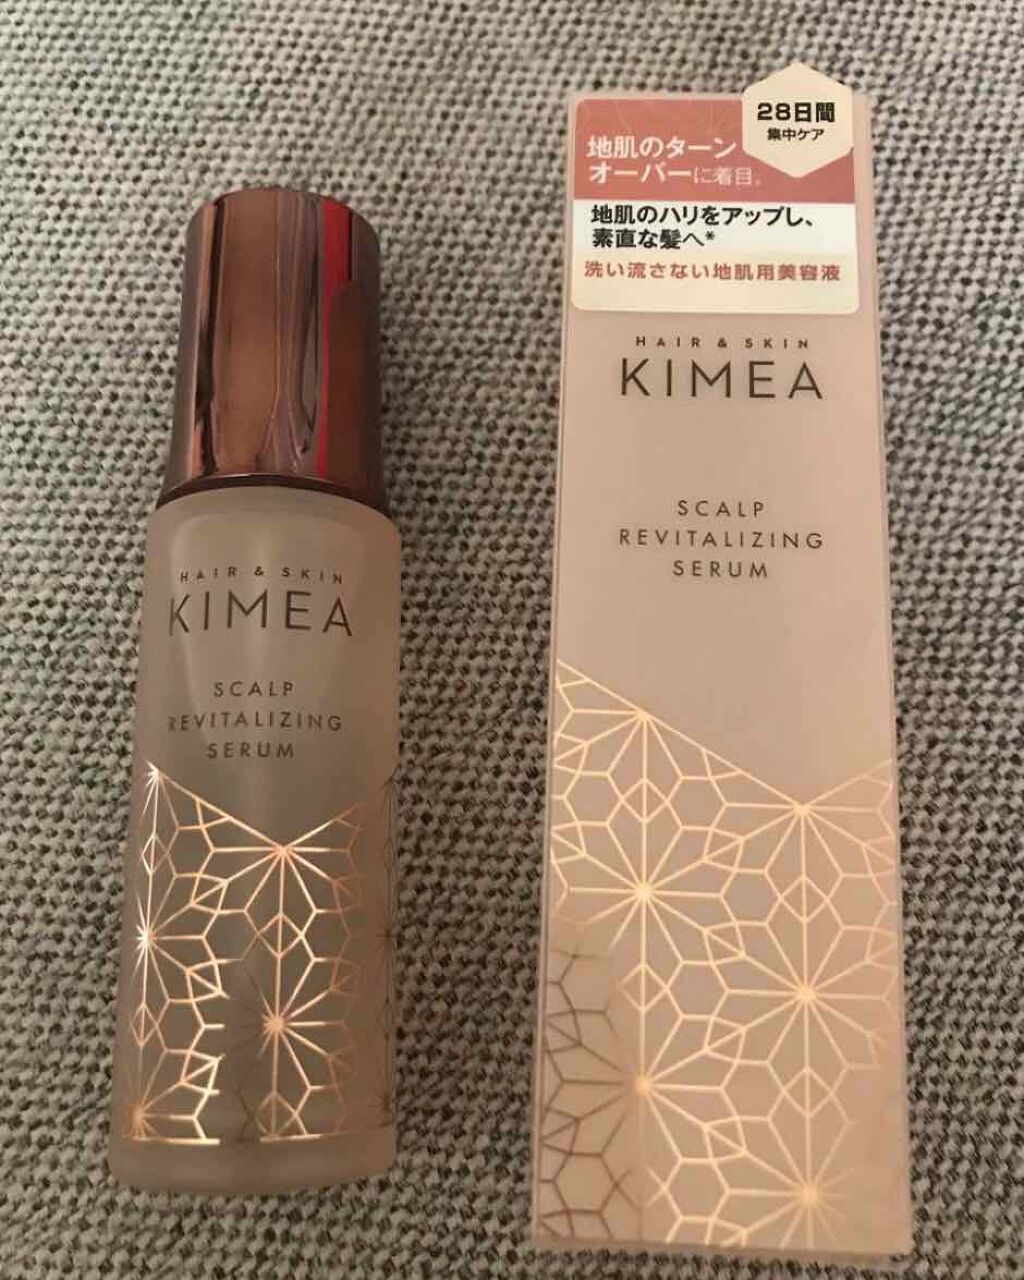 HAIR & SKIN
KIMEA
SCALP
REVITALIZING
SERUM
28日間
集中ケア
地肌のターン
オーバーに着目。
地肌のハリをアップし、
素直な髪へ*
洗い流さない地肌用美容液
HAIR & SKIN
KIMEA
SCALP
REVITALIZING
SERUM